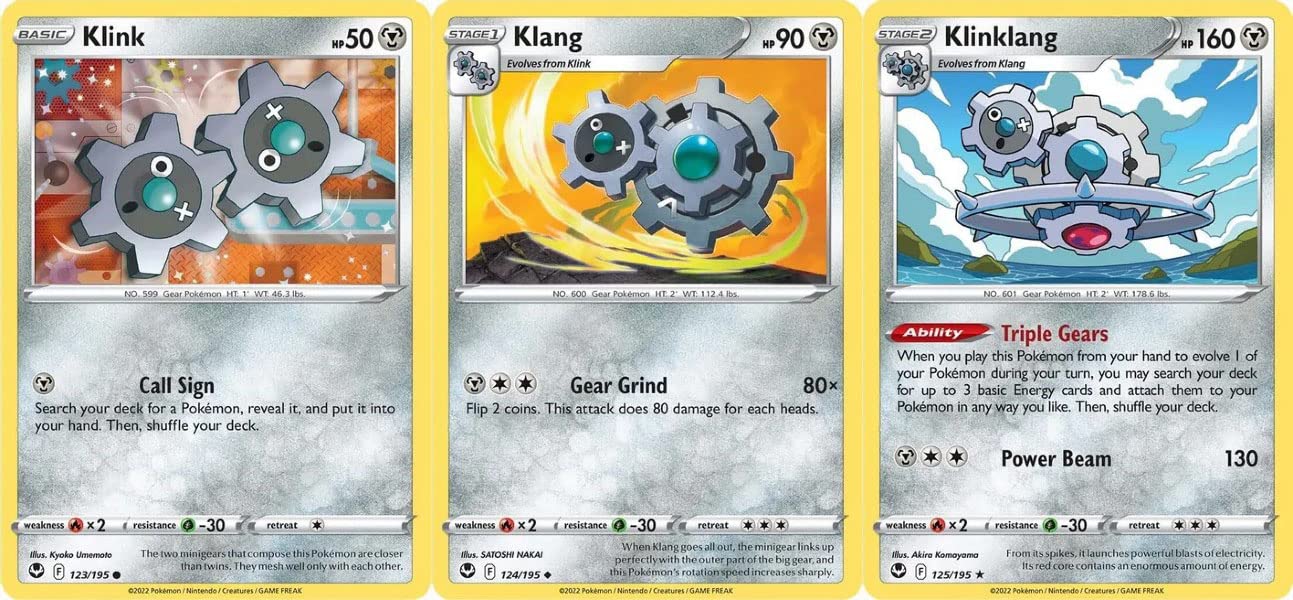 BASIC Klink HP 50
NO. 599 Gear Pokémon HT: 1' WT: 46.3 lbs.
Call Sign
Search your deck for a Pokémon, reveal it, and put it into
your hand. Then, shuffle your deck.
weakness ×2 resistance -30 retreat
Illus. Kyoko Umemoto
The two minigears that compose this Pokémon are closer
than twins. They mesh well only with each other.
F 123/195
©2022 Pokémon / Nintendo / Creatures / GAME FREAK
STAGE 1 Klang HP 90
Evolves from Klink
NO. 600 Gear Pokémon HT: 2' WT: 112.4 lbs.
Gear Grind 80×
Flip 2 coins. This attack does 80 damage for each heads.
weakness ×2 resistance -30 retreat
Illus. SATOSHI NAKAI
When Klang goes all out, the minigear links up
perfectly with the outer part of the big gear, and
this Pokémon's rotation speed increases sharply.
F 124/195
©2022 Pokémon / Nintendo / Creatures / GAME FREAK
STAGE 2 Klinklang HP 160
Evolves from Klang
NO. 601 Gear Pokémon HT: 2' WT: 178.6 lbs.
Ability Triple Gears
When you play this Pokémon from your hand to evolve 1 of
your Pokémon during your turn, you may search your deck
for up to 3 basic Energy cards and attach them to your
Pokémon in any way you like. Then, shuffle your deck.
Power Beam 130
weakness ×2 resistance -30 retreat
Illus. Akira Komayama
From its spikes, it launches powerful blasts of electricity.
Its red core contains an enormous amount of energy.
F 125/195
©2022 Pokémon / Nintendo / Creatures / GAME FREAK